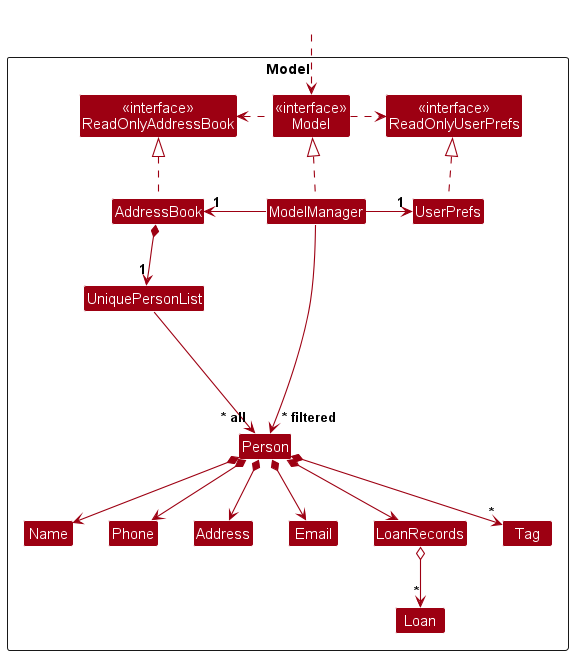 Model
«interface»
ReadOnlyAddressBook
«interface»
Model
«interface»
ReadOnlyUserPrefs
AddressBook
1
ModelManager
1
UserPrefs
1
UniquePersonList
* all
* filtered
Person
*
Name
Phone
Address
Email
LoanRecords
Tag
*
Loan